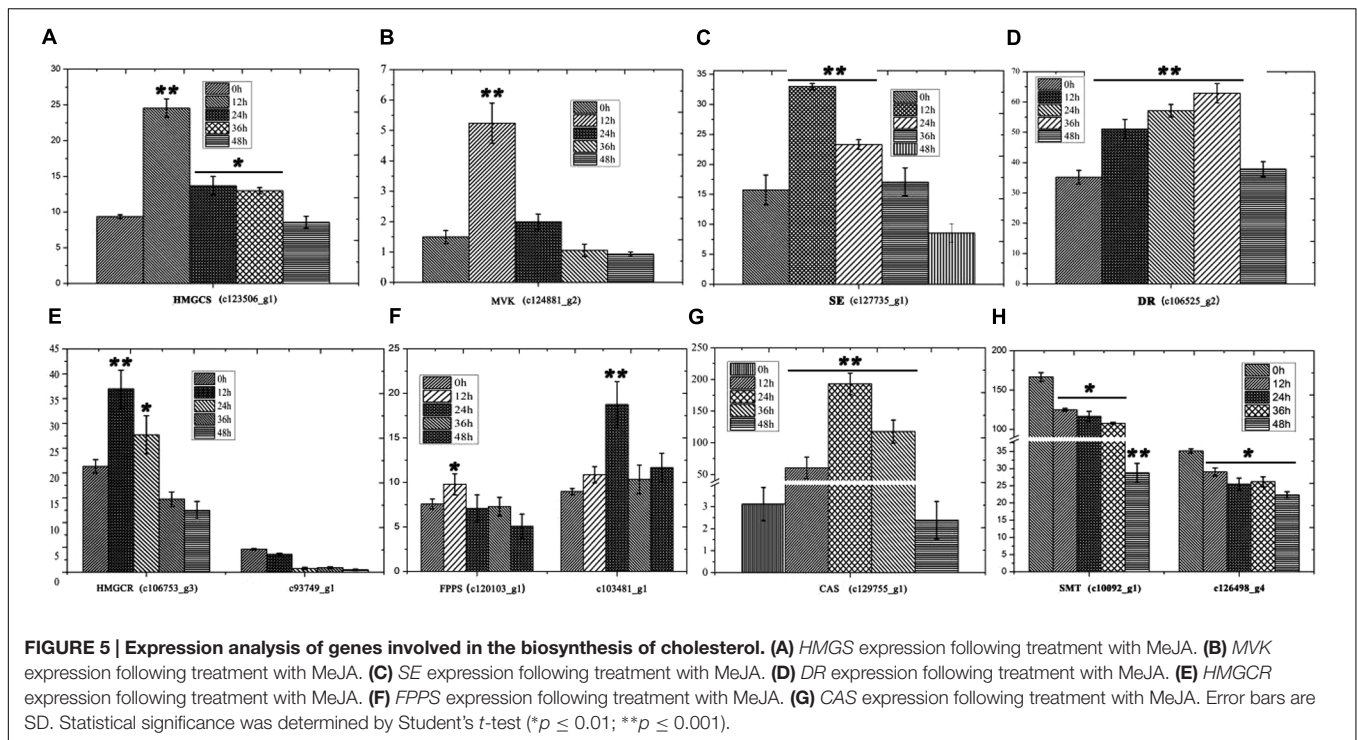 A
B
C
D
30
25
20
15
10
5
0
**
*
0h
12h
24h
36h
48h
HMGCS (c123506_g1)
7
6
5
4
3
2
1
0
**
0h
12h
24h
36h
48h
MVK (c124881_g2)
35
30
25
20
15
10
5
0
**
0h
12h
24h
36h
48h
SE (c127735_g1)
70
60
50
40
30
20
10
0
**
0h
12h
24h
36h
48h
DR (c106525_g2)
E
F
G
H
45
40
35
30
25
20
15
10
5
0
**
*
0h
12h
24h
36h
48h
HMGCR (c106753_g3)
c93749_g1
25
20
15
10
5
0
*
**
0h
12h
24h
36h
48h
FPPS (c120103_g1)
c103481_g1
250
200
150
100
50
3
2
1
0
**
0h
12h
24h
36h
48h
CAS (c129755_g1)
150
100
35
30
25
20
15
10
5
0
*
**
*
0h
12h
24h
36h
48h
SMT (c10092_g1)
c126498_g4
FIGURE 5 | Expression analysis of genes involved in the biosynthesis of cholesterol. (A) HMGS expression following treatment with MeJA. (B) MVK
expression following treatment with MeJA. (C) SE expression following treatment with MeJA. (D) DR expression following treatment with MeJA. (E) HMGCR
expression following treatment with MeJA. (F) FPPS expression following treatment with MeJA. (G) CAS expression following treatment with MeJA. Error bars are
SD. Statistical significance was determined by Student's t-test (*p ≤ 0.01; **p ≤ 0.001).